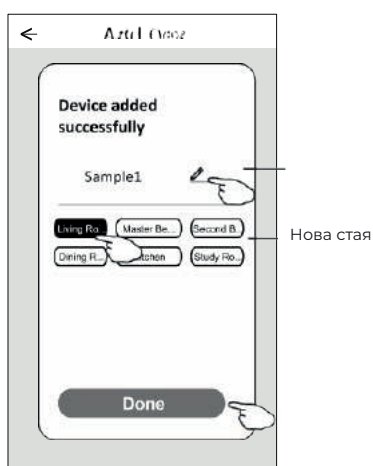 Device added
successfully
Sample1
Living Ro...
Master Be...
Second B...
Dining R...
Study Ro...
Done
Нова стая